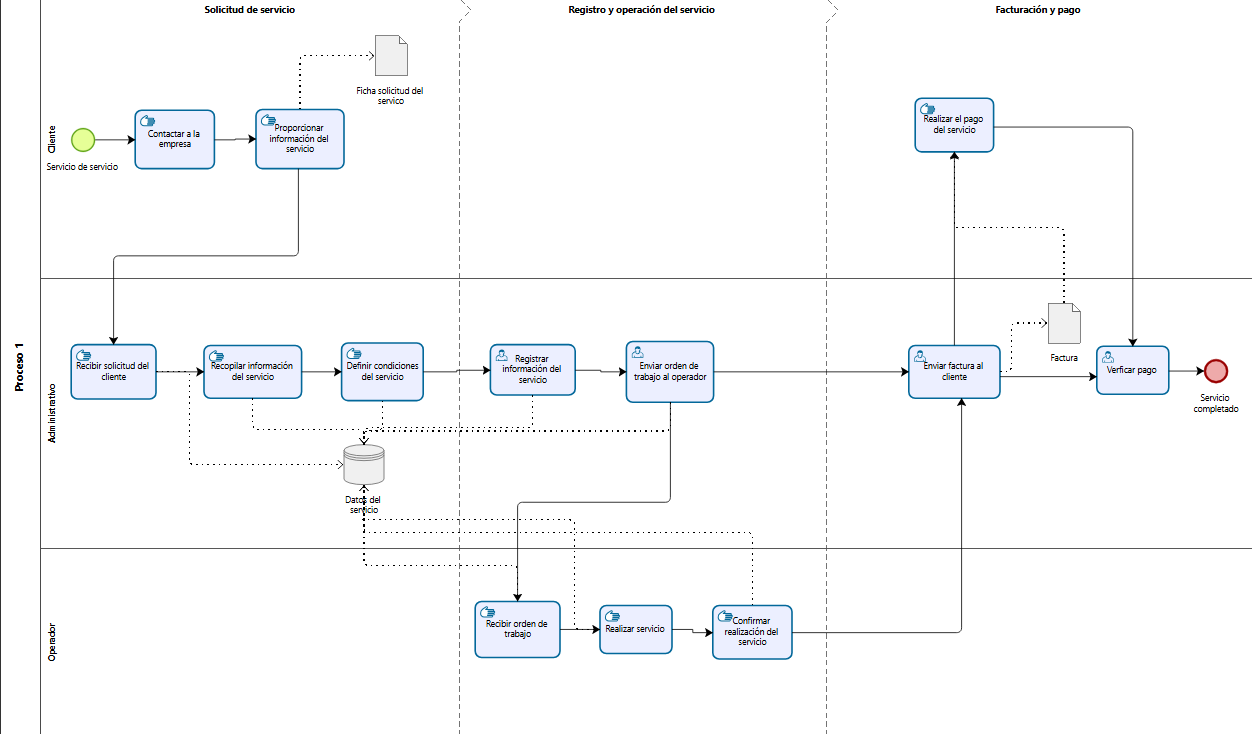 Solicitud de servicio
Registro y operación del servicio
Facturación y pago
Proceso 1
Cliente
Servicio de servicio
Contactar a la
empresa
Proporcionar
información del
servicio
Ficha solicitud del
servico
Realizar el pago
del servicio
Administrativo
Recibir solicitud del
cliente
Recopilar información
del servicio
Definir condiciones
del servicio
Registrar
información del
servicio
Enviar orden de
trabajo al operador
Enviar factura al
cliente
Factura
Verficar pago
Servicio
completado
Datos del
servicio
Operador
Recibir orden de
trabajo
Realizar servicio
Confirmar
realización del
servicio